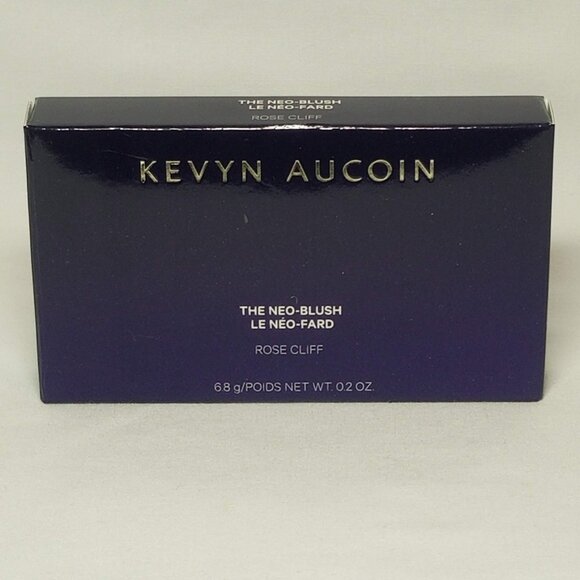 THE NEO-BLUSH
LE NÉO-FARD
ROSE CLIFF
KEVYN AUCOIN
THE NEO-BLUSH
LE NÉO-FARD
ROSE CLIFF
6.8 g/POIDS NET WT. 0.2 OZ.